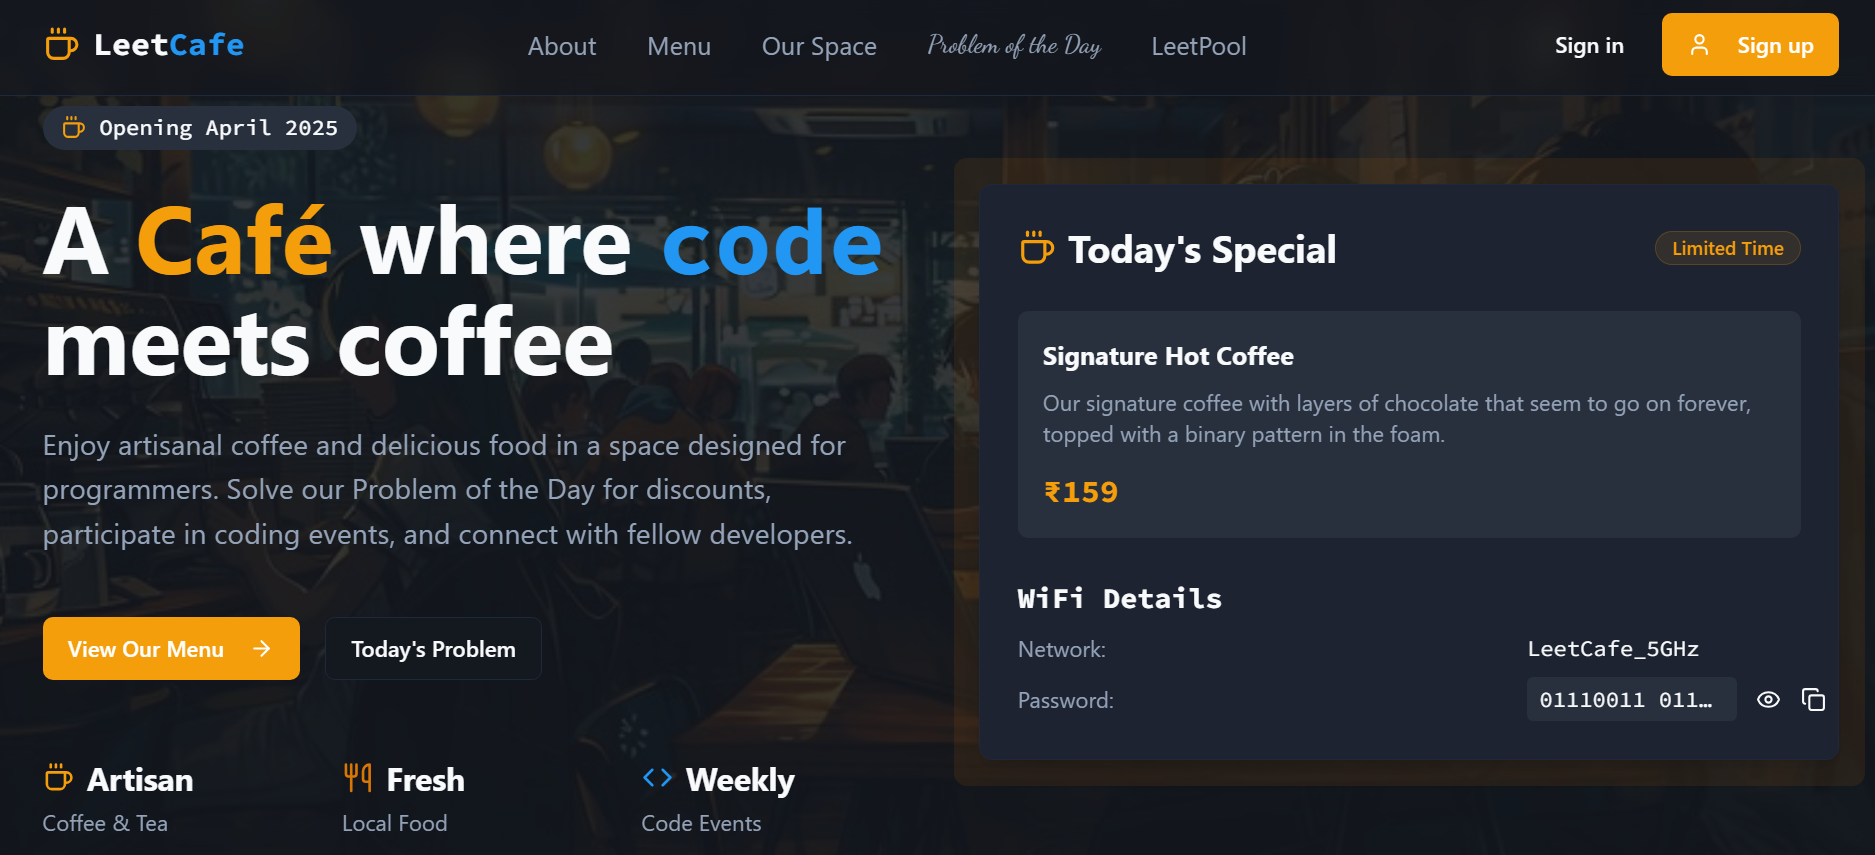 LeetCafe
About
Menu
Our Space
Problem of the Day
LeetPool
Sign in
Sign up
Opening April 2025
A Café where code
meets coffee
Enjoy artisanal coffee and delicious food in a space designed for
programmers. Solve our Problem of the Day for discounts,
participate in coding events, and connect with fellow developers.
View Our Menu
Today's Problem
Artisan
Coffee & Tea
Fresh
Local Food
Weekly
Code Events
Today's Special
Limited Time
Signature Hot Coffee
Our signature coffee with layers of chocolate that seem to go on forever,
topped with a binary pattern in the foam.
₹159
WiFi Details
Network:
LeetCafe_5GHz
Password:
01110011 011…